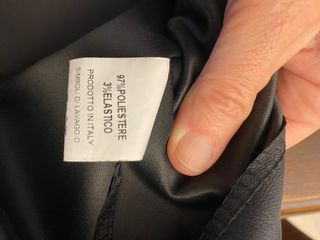 97%POLIESTERE
3%ELASTICO
PRODOTTO IN ITALY
SIMBOLI DI LAVAGGIO